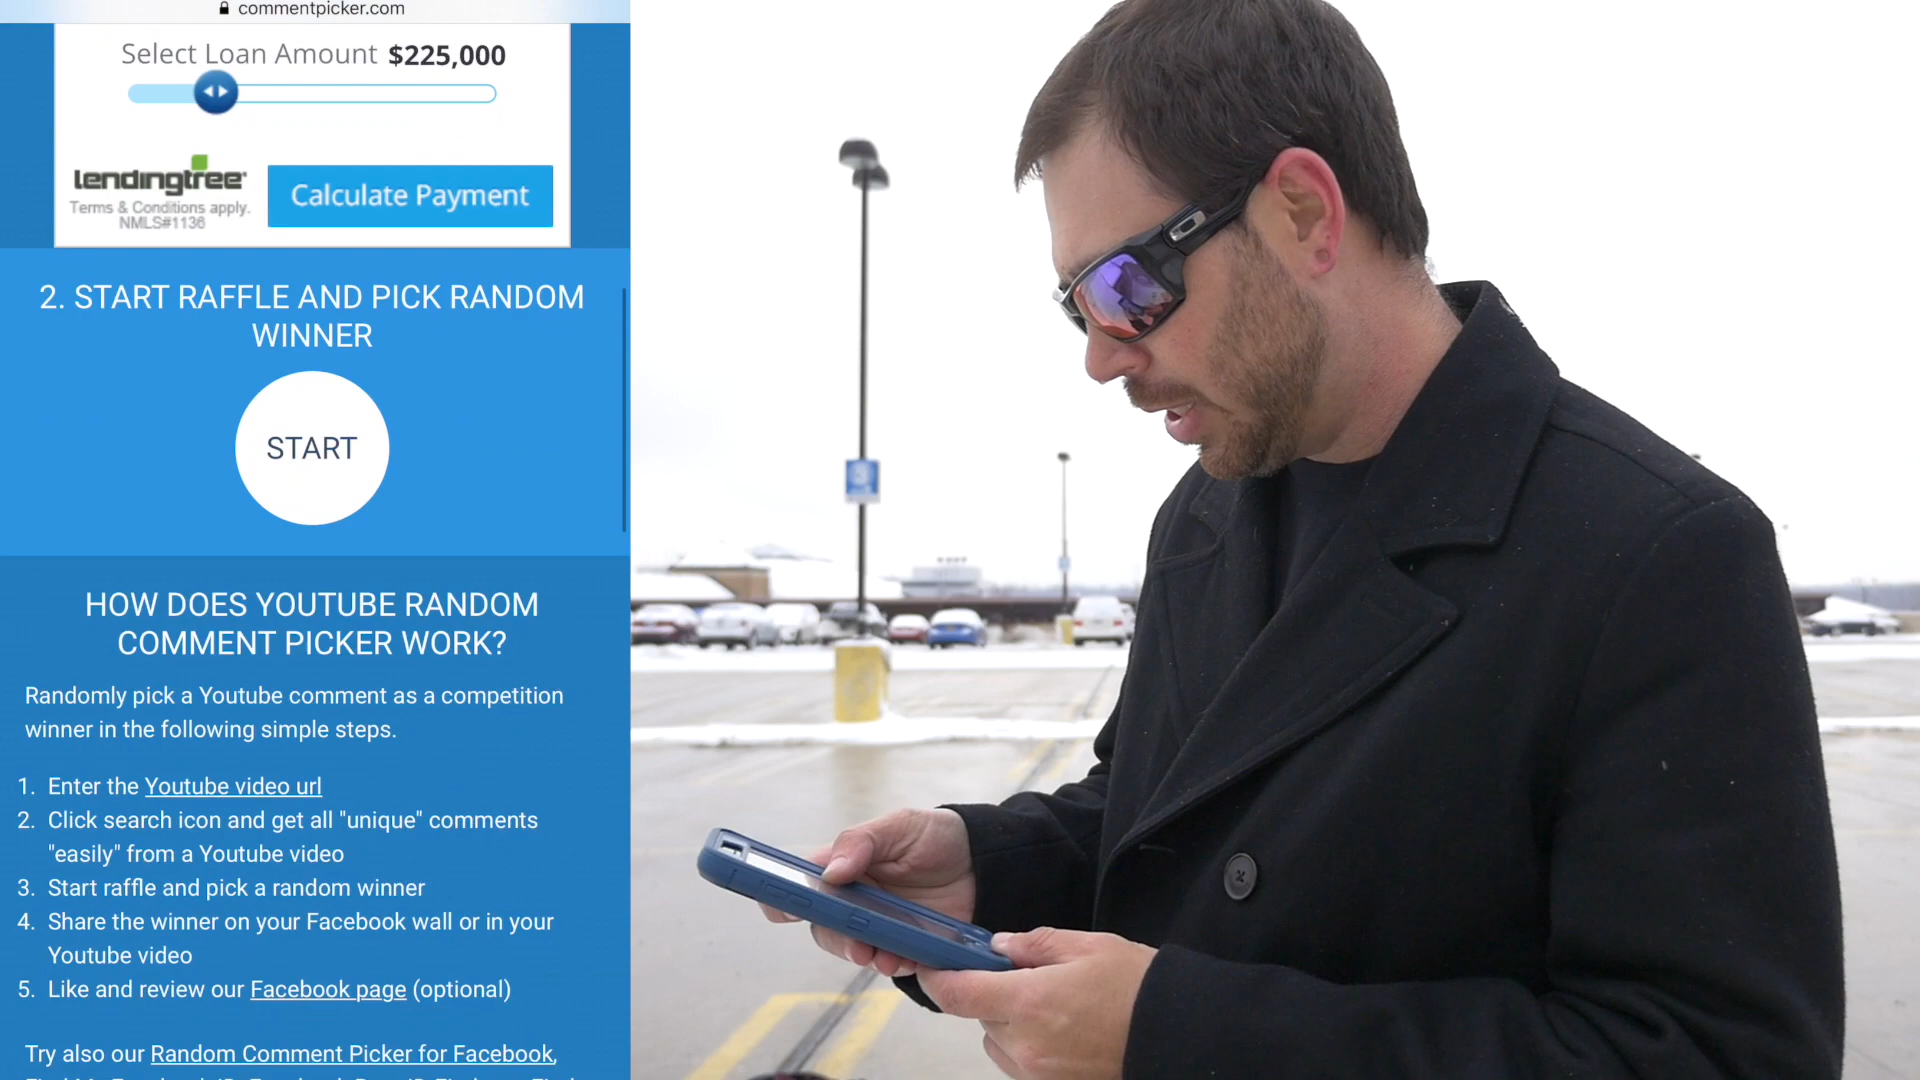 commentpicker.com
Select Loan Amount $225,000
lendingtree
Terms & Conditions apply.
NMLS#1136
Calculate Payment
2. START RAFFLE AND PICK RANDOM
WINNER
START
HOW DOES YOUTUBE RANDOM
COMMENT PICKER WORK?
Randomly pick a Youtube comment as a competition
winner in the following simple steps.
1. Enter the Youtube video url
2. Click search icon and get all "unique" comments
"easily" from a Youtube video
3. Start raffle and pick a random winner
4. Share the winner on your Facebook wall or in your
Youtube video
5. Like and review our Facebook page (optional)
Try also our Random Comment Picker for Facebook,
3